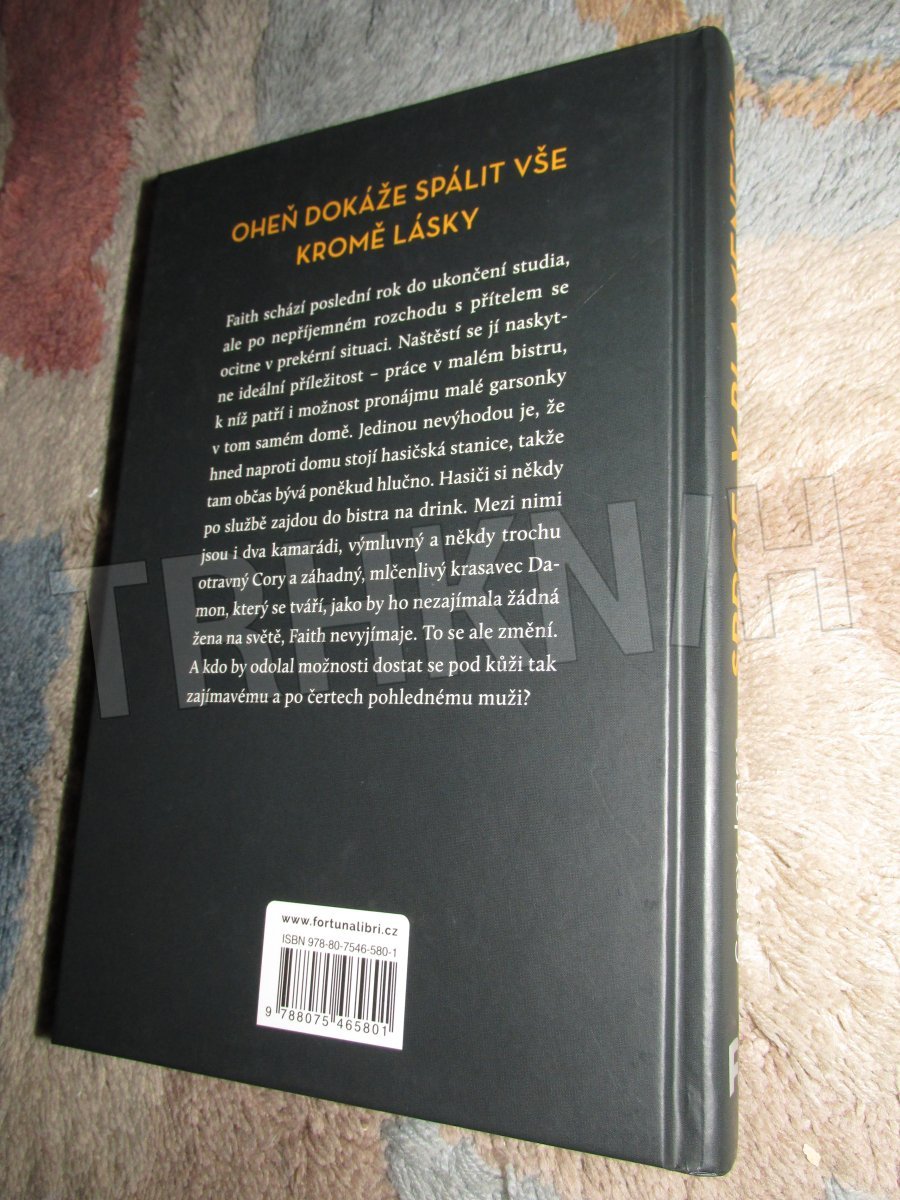 OHEŇ DOKÁŽE SPÁLIT VŠE
KROMĚ LÁSKY
Faith schází poslední rok do ukončení studia,
ale po nepříjemném rozchodu s přítelem se
ocitne v prekérní situaci. Naštěstí se jí naskyt-
ne ideální příležitost – práce v malém bistru,
k níž patří i možnost pronájmu malé garsonky
v tom samém domě. Jedinou nevýhodou je, že
hned naproti domu stojí hasičská stanice, takže
tam občas bývá poněkud hlučno. Hasiči si někdy
po službě zajdou do bistra na drink. Mezi nimi
jsou i dva kamarádi, výmluvný a někdy trochu
otravný Cory a záhadný, mlčenlivý krasavec Da-
mon, který se tváří, jako by ho nezajímala žádná
žena na světě, Faith nevyjímaje. To se ale změní.
A kdo by odolal možnosti dostat se pod kůži tak
zajímavému a po čertech pohlednému muži?
www.fortunalibri.cz
ISBN 978-80-7546-580-1
9 788075 465801
SRDCE V PLAMENECH